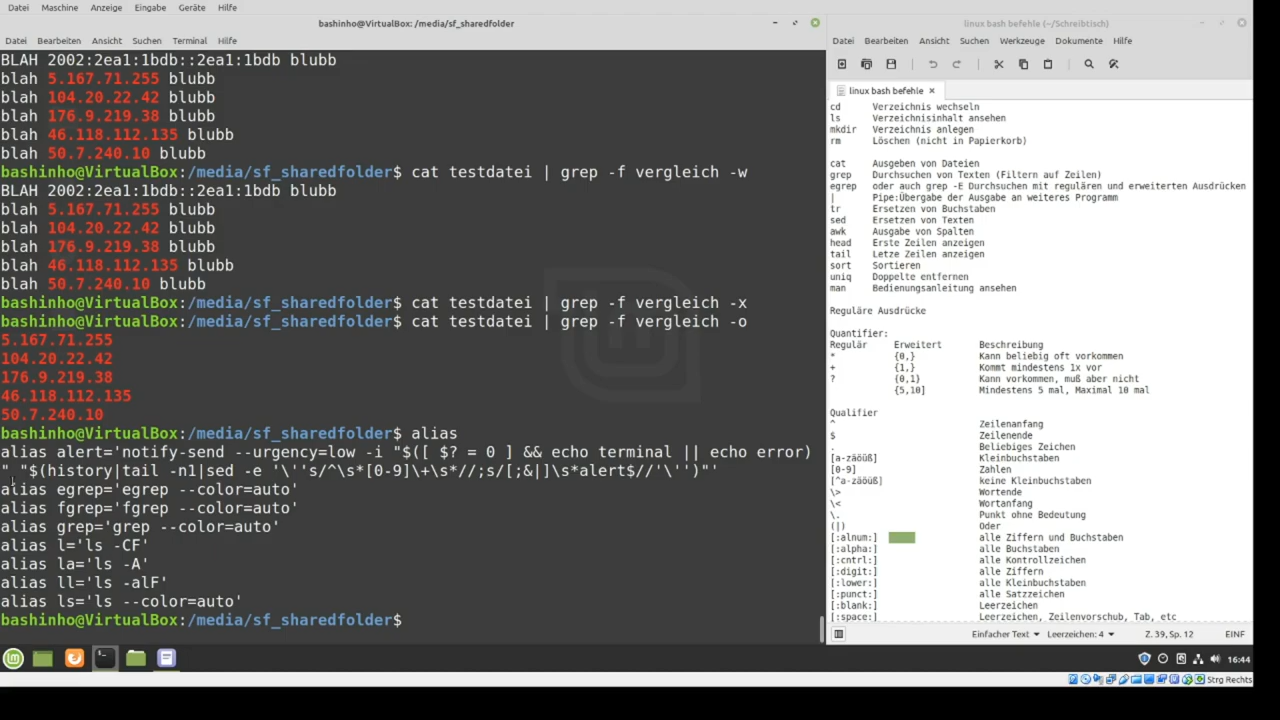 Datei Maschine Anzeige Eingabe Geräte Hilfe
bashinho@VirtualBox: /media/sf_sharedfolder
Datei Bearbeiten Ansicht Suchen Terminal Hilfe
BLAH 2002:2ea1:1bdb::2ea1:1bdb blubb
blah 5.167.71.255 blubb
blah 104.20.22.42 blubb
blah 176.9.219.38 blubb
blah 46.118.112.135 blubb
blah 50.7.240.10 blubb
bashinho@VirtualBox:/media/sf_sharedfolder$ cat testdatei | grep -f vergleich -w
BLAH 2002:2ea1:1bdb::2ea1:1bdb blubb
blah 5.167.71.255 blubb
blah 104.20.22.42 blubb
blah 176.9.219.38 blubb
blah 46.118.112.135 blubb
blah 50.7.240.10 blubb
bashinho@VirtualBox:/media/sf_sharedfolder$ cat testdatei | grep -f vergleich -x
bashinho@VirtualBox:/media/sf_sharedfolder$ cat testdatei | grep -f vergleich -o
5.167.71.255
104.20.22.42
176.9.219.38
46.118.112.135
50.7.240.10
bashinho@VirtualBox:/media/sf_sharedfolder$ alias
alias alert='notify-send --urgency=low -i "$([ $? = 0 ] && echo terminal || echo error)
" "$(history|tail -n1|sed -e '\''s/^\s*[0-9]\+\s*//;s/[;&|]\s*alert$//'\'')"'
alias egrep='egrep --color=auto'
alias fgrep='fgrep --color=auto'
alias grep='grep --color=auto'
alias l='ls -CF'
alias la='ls -A'
alias ll='ls -alF'
alias ls='ls --color=auto'
bashinho@VirtualBox:/media/sf_sharedfolder$
linux bash befehle (~/Schreibtisch)
Datei Bearbeiten Ansicht Suchen Werkzeuge Dokumente Hilfe
linux bash befehle
cd Verzeichnis wechseln
ls Verzeichnisinhalt ansehen
mkdir Verzeichnis anlegen
rm Löschen (nicht in Papierkorb)
cat Ausgeben von Dateien
grep Durchsuchen von Texten (Filtern auf Zeilen)
egrep oder auch grep -E Durchsuchen mit regulären und erweiterten Ausdrücken
| Pipe:Übergabe der Ausgabe an weiteres Programm
tr Ersetzen von Buchstaben
sed Ersetzen von Texten
awk Ausgabe von Spalten
head Erste Zeilen anzeigen
tail Letze Zeilen anzeigen
sort Sortieren
uniq Doppelte entfernen
man Bedienungsanleitung ansehen
Reguläre Ausdrücke
Quantifier:
Regulär Erweitert Beschreibung
* {0,} Kann beliebig oft vorkommen
+ {1,} Kommt mindestens 1x vor
? {0,1} Kann vorkommen, muß aber nicht
{5,10] Mindestens 5 mal, Maximal 10 mal
Qualifier
^ Zeilenanfang
$ Zeilenende
. Beliebiges Zeichen
[a-zäöüß] Kleinbuchstaben
[0-9] Zahlen
[^a-zäöüß] keine Kleinbuchstaben
\> Wortende
\< Wortanfang
\. Punkt ohne Bedeutung
(|) Oder
[:alnum:] alle Ziffern und Buchstaben
[:alpha:] alle Buchstaben
[:cntrl:] alle Kontrollzeichen
[:digit:] alle Ziffern
[:lower:] alle Kleinbuchstaben
[:punct:] alle Satzzeichen
[:blank:] Leerzeichen
[:space:] Leerzeichen, Zeilenvorschub, Tab, etc
Einfacher Text Leerzeichen: 4 Z. 39, Sp. 12 EINF
16:44
Strg Rechts